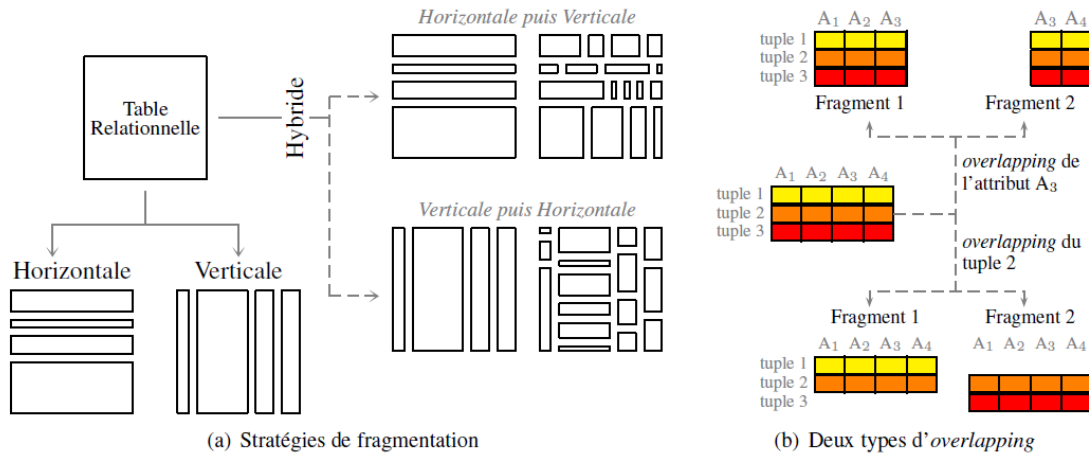 Horizontale puis Verticale
Table
Relationnelle
Hybride
Verticale puis Horizontale
Horizontale
Verticale
(a) Stratégies de fragmentation
A1 A2 A3
A3 A4
tuple 1
tuple 2
tuple 3
Fragment 1
Fragment 2
overlapping de
l'attribut A3
A1 A2 A3 A4
tuple 1
tuple 2
tuple 3
overlapping du
tuple 2
Fragment 1
Fragment 2
A1 A2 A3 A4
A1 A2 A3 A4
tuple 1
tuple 2
tuple 3
(b) Deux types d'overlapping